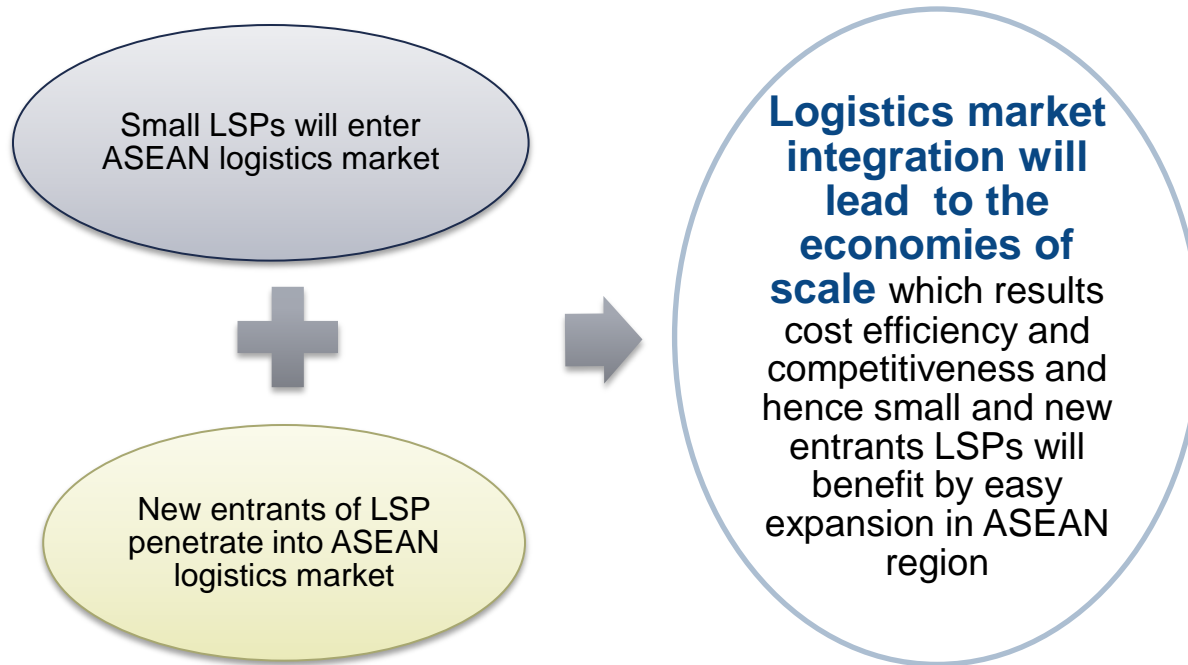 Small LSPs will enter
ASEAN logistics market
New entrants of LSP
penetrate into ASEAN
logistics market
Logistics market
integration will
lead  to the
economies of
scale which results
cost efficiency and
competitiveness and
hence small and new
entrants LSPs will
benefit by easy
expansion in ASEAN
region